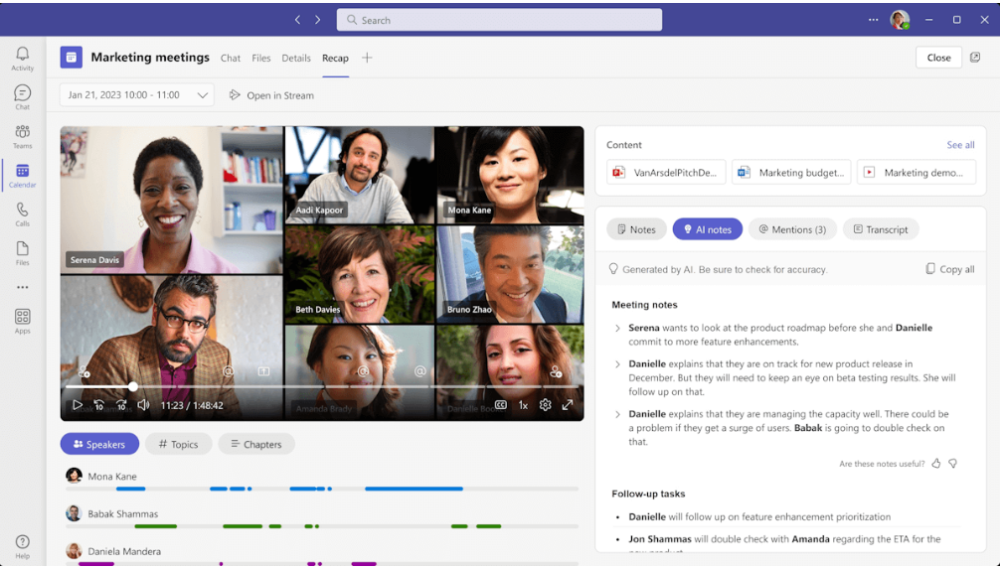 Search
Activity
Chat
Teams
Calendar
Calls
Files
Apps
Help
Marketing meetings
Chat
Files
Details
Recap
Close
Jan 21, 2023 10:00 - 11:00
Open in Stream
Serena Davis
Aadi Kapoor
Mona Kane
Beth Davies
Bruno Zhao
Amanda Brady
10
10
11:23 / 1:48:42
1x
Speakers
# Topics
Chapters
Mona Kane
Babak Shammas
Daniela Mandera
Content
See all
VanArsdelPitchDe...
Marketing budget...
Marketing demo...
Notes
AI notes
@ Mentions (3)
Transcript
Generated by AI. Be sure to check for accuracy.
Copy all
Meeting notes
Serena wants to look at the product roadmap before she and Danielle
commit to more feature enhancements.
Danielle explains that they are on track for new product release in
December. But they will need to keep an eye on beta testing results. She will
follow up on that.
Danielle explains that they are managing the capacity well. There could be
a problem if they get a surge of users. Babak is going to double check on
that.
Are these notes useful?
Follow-up tasks
• Danielle will follow up on feature enhancement prioritization
• Jon Shammas will double check with Amanda regarding the ETA for the
new product